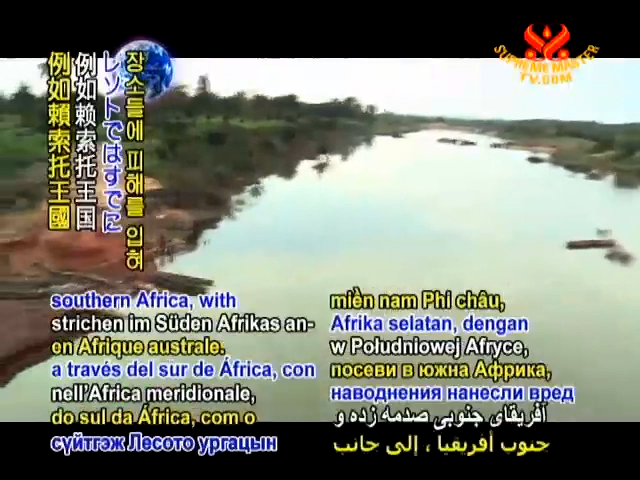 SUPREME MASTER
TV.COM
例如賴索托王國
例如赖索托王国
レソトではすでに
장소들에 피해를 입혀
southern Africa, with
strichen im Süden Afrikas an-
en Afrique australe.
a través del sur de África, con
nell'Africa meridionale,
do sul da África, com o
сүйтгэж Лесото ургацын
miền nam Phi châu,
Afrika selatan, dengan
w Południowej Afryce,
посеви в южна Африка,
наводнения нанесли вред
آفریقای جنوبی صدمه زده و
جنوب أفريقيا ، إلى جانب